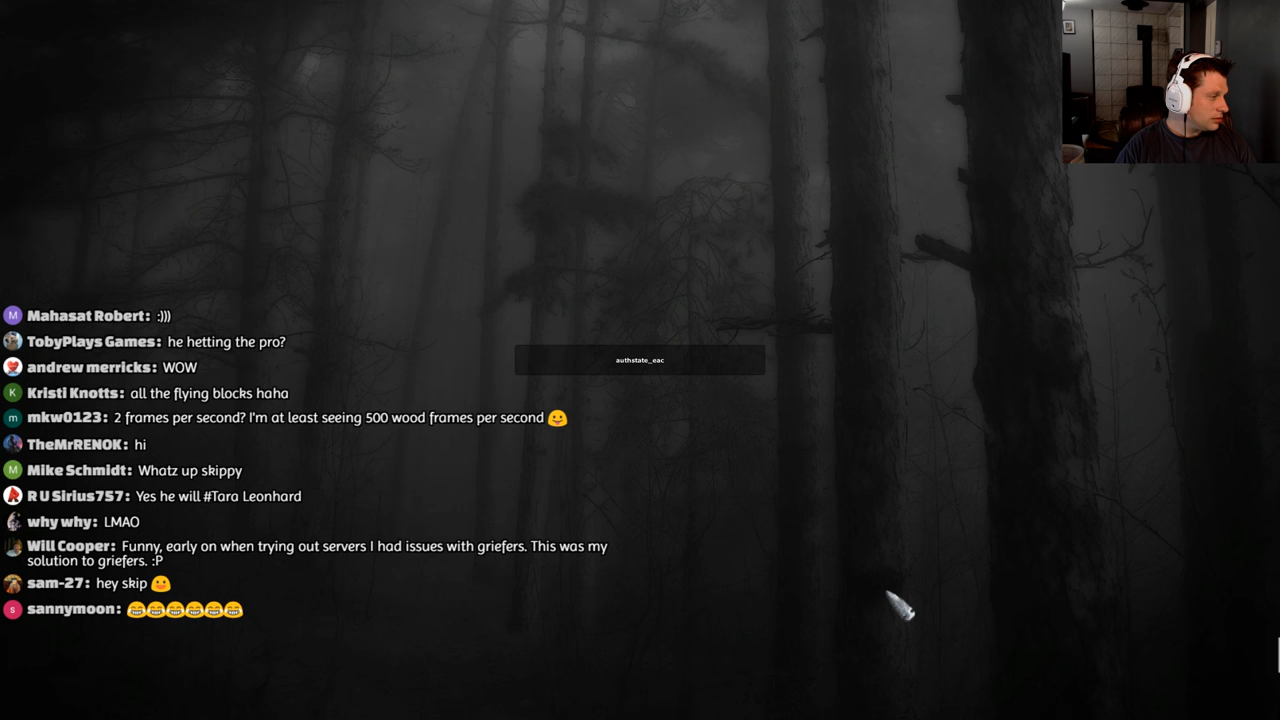 M Mahasat Robert: :)))
TobyPlays Games: he hetting the pro?
andrew merricks: WOW
K Kristi Knotts: all the flying blocks haha
authstate_eac
m mkw0123: 2 frames per second? I'm at least seeing 500 wood frames per second 😀
TheMrRENOK: hi
M Mike Schmidt: Whatz up skippy
R U Sirius757: Yes he will #Tara Leonhard
why why: LMAO
Will Cooper: Funny, early on when trying out servers I had issues with griefers. This was my
solution to griefers. :P
sam-27: hey skip 😀
s sannymoon: 😂😂😂😂😂😂